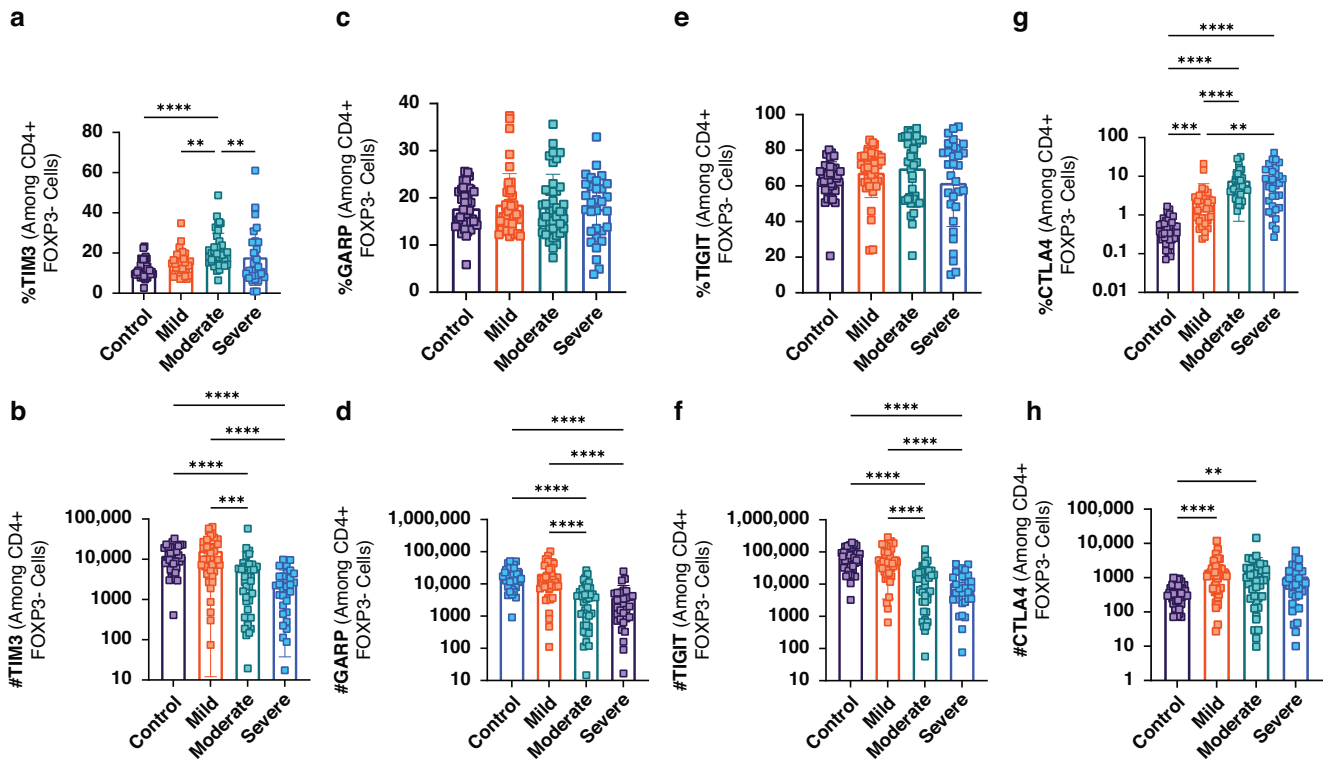 a
%TIM3 (Among CD4+
FOXP3- Cells)
80
60
40
20
0
****
**
**
Control
Mild
Moderate
Severe
c
%GARP (Among CD4+
FOXP3- Cells)
40
30
20
10
0
Control
Mild
Moderate
Severe
e
%TIGIT (Among CD4+
FOXP3- Cells)
100
80
60
40
20
0
Control
Mild
Moderate
Severe
g
%CTLA4 (Among CD4+
FOXP3- Cells)
****
****
****
***
**
100
10
1
0.1
0.01
Control
Mild
Moderate
Severe
b
#TIM3 (Among CD4+
FOXP3- Cells)
****
****
****
***
100,000
10,000
1000
100
10
Control
Mild
Moderate
Severe
d
#GARP (Among CD4+
FOXP3- Cells)
****
****
****
****
1,000,000
100,000
10,000
1000
100
10
Control
Mild
Moderate
Severe
f
#TIGIT (Among CD4+
FOXP3- Cells)
****
****
****
****
1,000,000
100,000
10,000
1000
100
10
Control
Mild
Moderate
Severe
h
#CTLA4 (Among CD4+
FOXP3- Cells)
**
****
100,000
10,000
1000
100
10
1
Control
Mild
Moderate
Severe